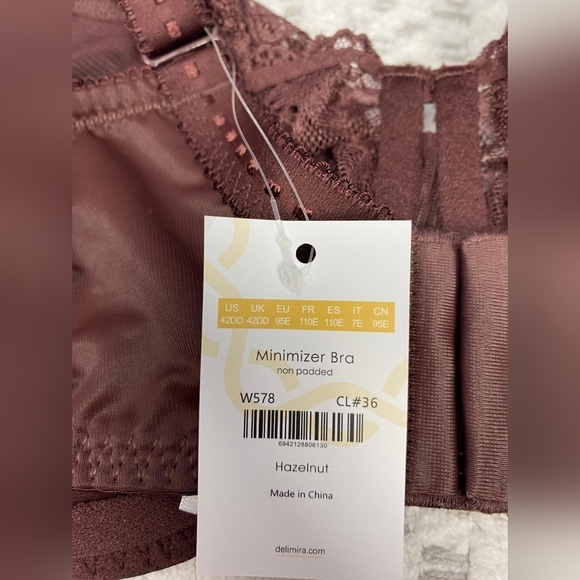 US UK EU FR ES IT CN
42DD 42DD 95E 110E 110E 7E 95E
Minimizer Bra
non padded
W578 CL#36
6942128806130
Hazelnut
Made in China
delimira.com